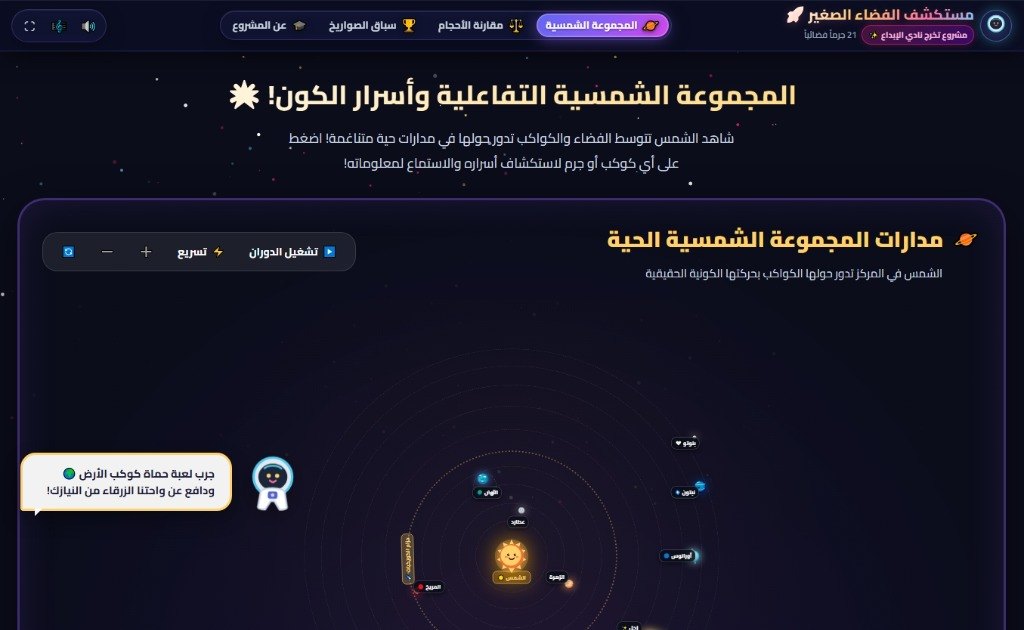 مستكشف الفضاء الصغير 🚀
مشروع تخرج نادي الإبداع ✨ 21 جرماً فضائياً
🪐 المجموعة الشمسية
⚖️ مقارنة الأحجام
🏆 سباق الصواريخ
🎓 عن المشروع
المجموعة الشمسية التفاعلية وأسرار الكون! 🌟
شاهد الشمس تتوسط الفضاء والكواكب تدور حولها في مدارات حية متناغمة! اضغط
على أي كوكب أو جرم لاستكشاف أسراره والاستماع لمعلوماته!
🪐 مدارات المجموعة الشمسية الحية
الشمس في المركز تدور حولها الكواكب بحركتها الكونية الحقيقية
▶️ تشغيل الدوران
⚡ تسريع
+
−
بلوتو
جرب لعبة حماة كوكب الأرض 🌍
ودافع عن واحتنا الزرقاء من النيازك!
نبتون
الأرض
عطارد
أورانوس
الشمس
الزهرة
المريخ
زحل